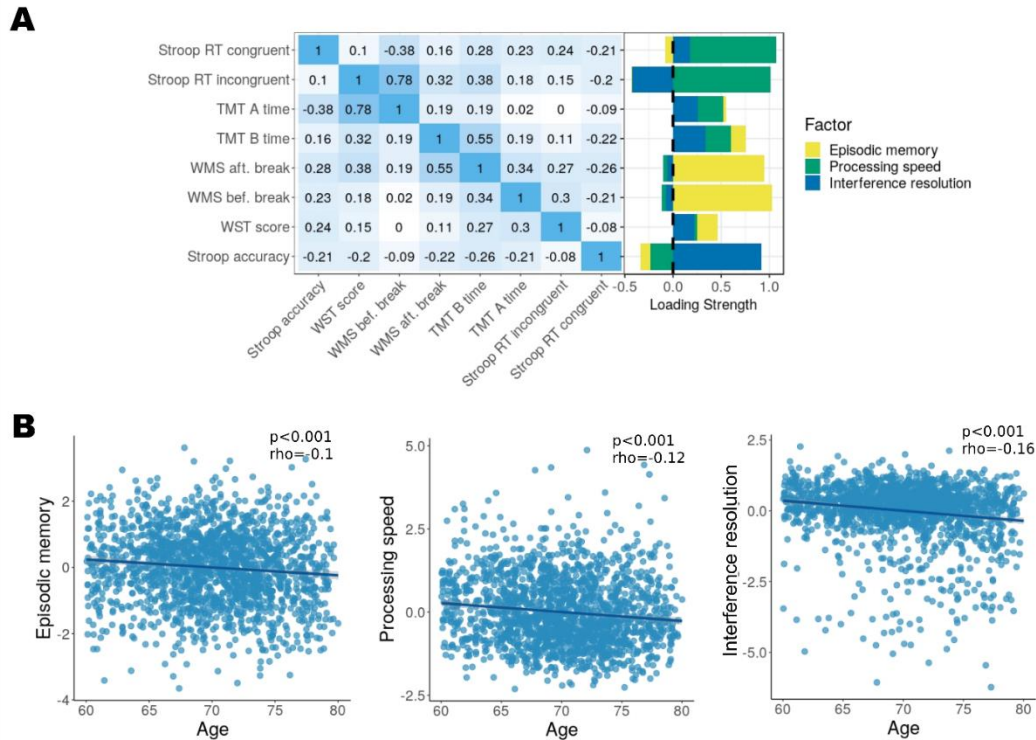 A
Stroop RT congruent 1 0.1 -0.38 0.16 0.28 0.23 0.24 -0.21
Stroop RT incongruent 0.1 1 0.78 0.32 0.38 0.18 0.15 -0.2
TMT A time -0.38 0.78 1 0.19 0.19 0.02 0 -0.09
TMT B time 0.16 0.32 0.19 1 0.55 0.19 0.11 -0.22
WMS aft. break 0.28 0.38 0.19 0.55 1 0.34 0.27 -0.26
WMS bef. break 0.23 0.18 0.02 0.19 0.34 1 0.3 -0.21
WST score 0.24 0.15 0 0.11 0.27 0.3 1 -0.08
Stroop accuracy -0.21 -0.2 -0.09 -0.22 -0.26 -0.21 -0.08 1
Stroop accuracy
WST score
WMS bef. break
WMS aft. break
TMT B time
TMT A time
Stroop RT incongruent
Stroop RT congruent
-0.5 0.0 0.5 1.0
Loading Strength
Factor
Episodic memory
Processing speed
Interference resolution
B
p<0.001
rho=-0.1
Episodic memory
2
0
-2
-4
60 65 70 75 80
Age
p<0.001
rho=-0.12
Processing speed
5.0
2.5
0.0
-2.5
60 65 70 75 80
Age
p<0.001
rho=-0.16
Interference resolution
2.5
0.0
-2.5
-5.0
60 65 70 75 80
Age